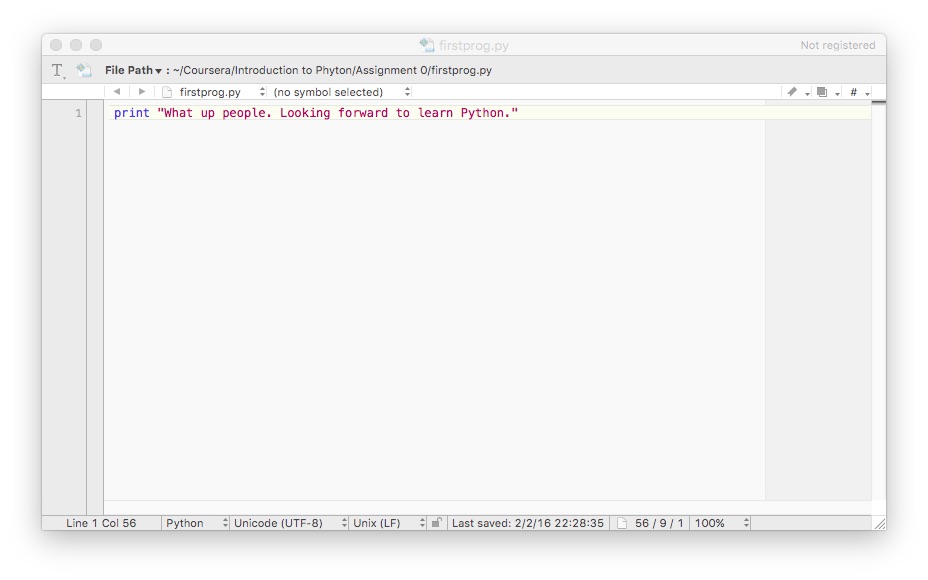 firstprog.py
Not registered
File Path ▾ : ~/Coursera/Introduction to Phyton/Assignment 0/firstprog.py
firstprog.py (no symbol selected) #
1 print "What up people. Looking forward to learn Python."
Line 1 Col 56 Python Unicode (UTF-8) Unix (LF) Last saved: 2/2/16 22:28:35 56 / 9 / 1 100%